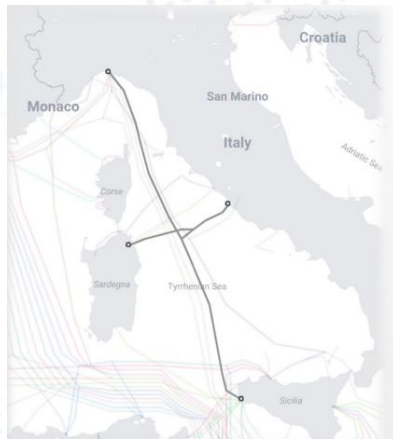 Croatia
Monaco
San Marino
Italy
Adriatic Sea
Corse
Sardegna
Tyrrhenian Sea
Sicilia